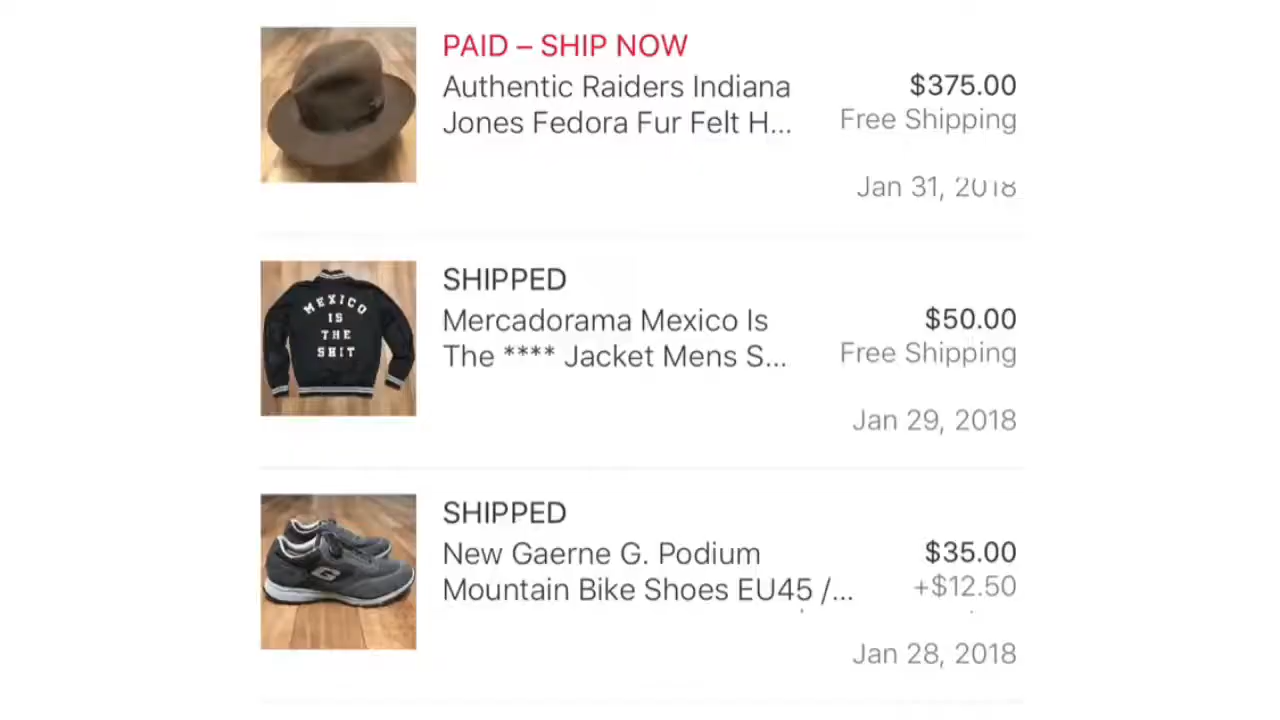 PAID – SHIP NOW
Authentic Raiders Indiana
Jones Fedora Fur Felt H...
$375.00
Free Shipping
Jan 31, 2018
MEXICO
IS
THE
SHIT
SHIPPED
Mercadorama Mexico Is
The **** Jacket Mens S...
$50.00
Free Shipping
Jan 29, 2018
G
SHIPPED
New Gaerne G. Podium
Mountain Bike Shoes EU45 /...
$35.00
+$12.50
Jan 28, 2018